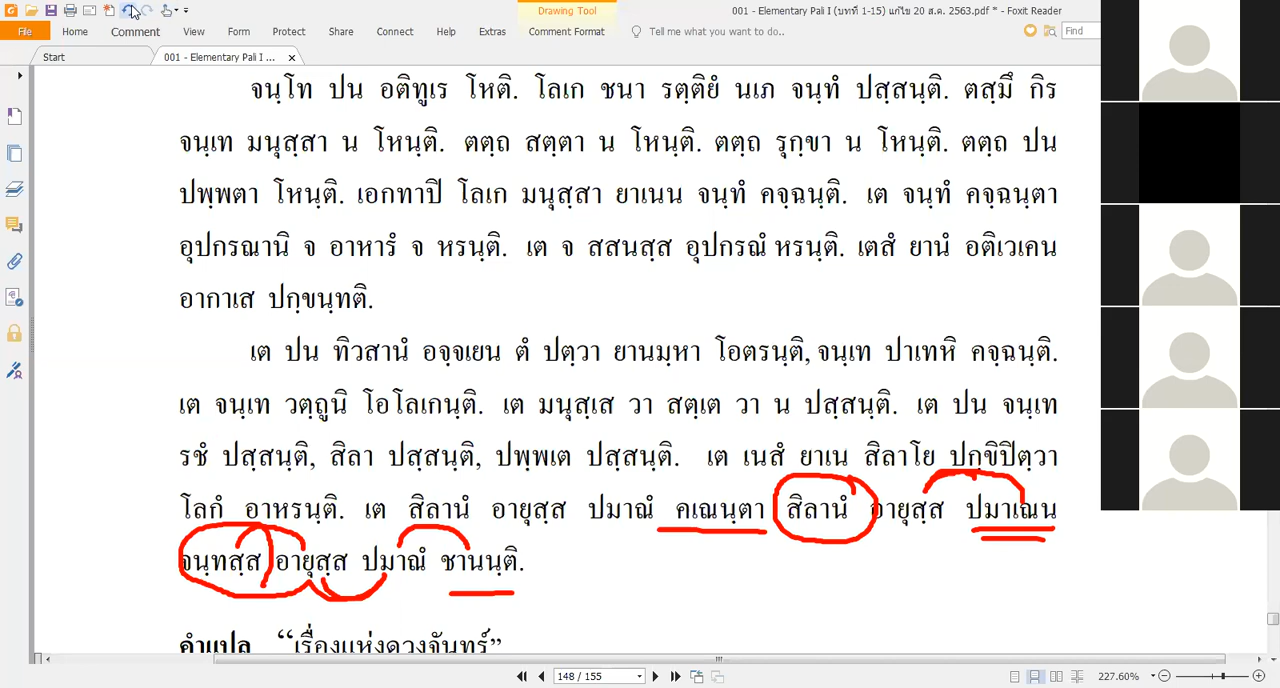 001 - Elementary Pali I (บทที่ 1-15) แก้ไข 20 ส.ค. 2563.pdf * - Foxit Reader
Drawing Tool
File Home Comment View Form Protect Share Connect Help Extras Comment Format Tell me what you want to do.. Find
Start 001 - Elementary Pali I ...
จนฺโท ปน อติทูเร โหติ. โลเก ชนา รตฺติยํ นเภ จนฺทํ ปสฺสนฺติ. ตสฺมึ กิร
จนฺเท มนุสฺสา น โหนฺติ. ตตฺถ สตฺตา น โหนฺติ. ตตฺถ รุกฺขา น โหนฺติ. ตตฺถ ปน
ปพฺพตา โหนฺติ. เอกทาปิ โลเก มนุสฺสา ยาเนน จนฺทํ คจฺฉนฺติ. เต จนฺทํ คจฺฉนฺตา
อุปกรณานิ จ อาหารํ จ หรนฺติ. เต จ สสนสฺส อุปกรณํ หรนฺติ. เตสํ ยานํ อติเวเคน
อากาเส ปกฺขนฺทติ.
เต ปน ทิวสานํ อจฺจเยน ตํ ปตฺวา ยานมฺหา โอตรนฺติ, จนฺเท ปาเทหิ คจฺฉนฺติ.
เต จนฺเท วตฺถูนิ โอโลเกนฺติ. เต มนุสฺเส วา สตฺเต วา น ปสฺสนฺติ. เต ปน จนฺเท
รชํ ปสฺสนฺติ, สิลา ปสฺสนฺติ, ปพฺพเต ปสฺสนฺติ. เต เนสํ ยาเน สิลาโย ปกฺขิปิตฺวา
โลกํ อาหรนฺติ. เต สิลานํ อายุสฺส ปมาณํ คเณนฺตา สิลานํ อายุสฺส ปมาเณน
จนฺทสฺส อายุสฺส ปมาณํ ชานนฺติ.
คำแปล “เรื่องแห่งดวงจันทร์”
148 / 155 227.60%